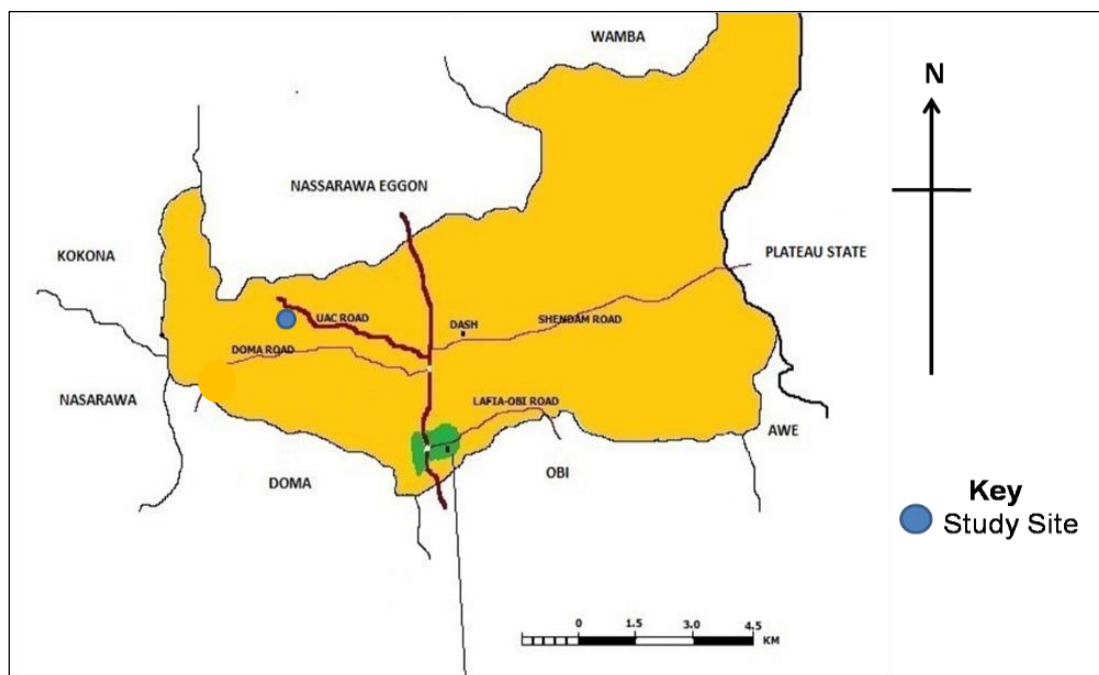 WAMBA
N
NASSARAWA EGGON
KOKONA
PLATEAU STATE
UAC ROAD
DASH
SHENDAM ROAD
DOMA ROAD
NASARAWA
LAFIA-OBI ROAD
AWE
DOMA
OBI
Key
Study Site
0 1.5 3.0 4.5
KM